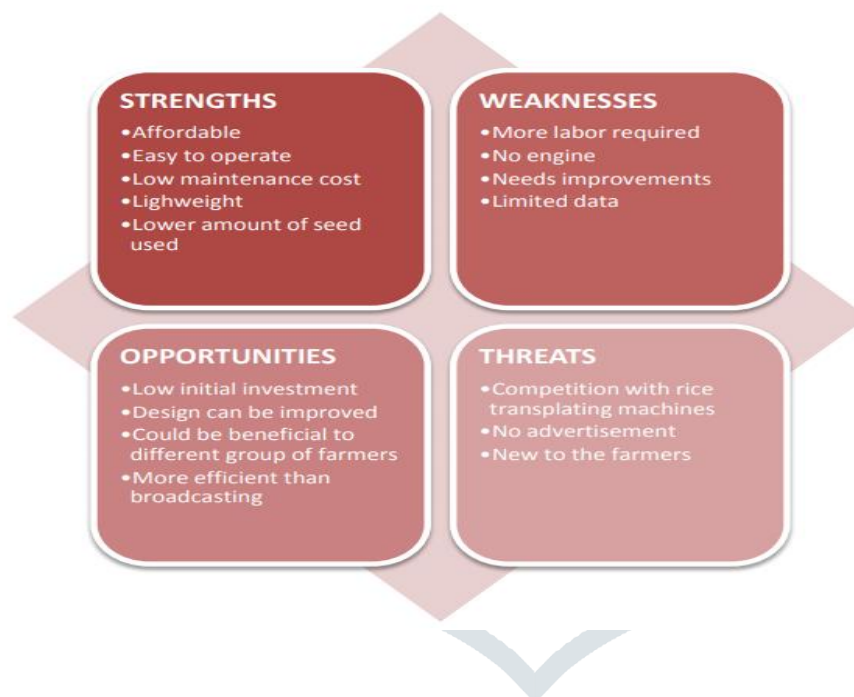 STRENGTHS
•Affordable
•Easy to operate
•Low maintenance cost
•Lighweight
•Lower amount of seed
used
WEAKNESSES
•More labor required
•No engine
•Needs improvements
•Limited data
OPPORTUNITIES
•Low initial investment
•Design can be improved
•Could be beneficial to
different group of farmers
•More efficient than
broadcasting
THREATS
•Competition with rice
transplating machines
•No advertisement
•New to the farmers